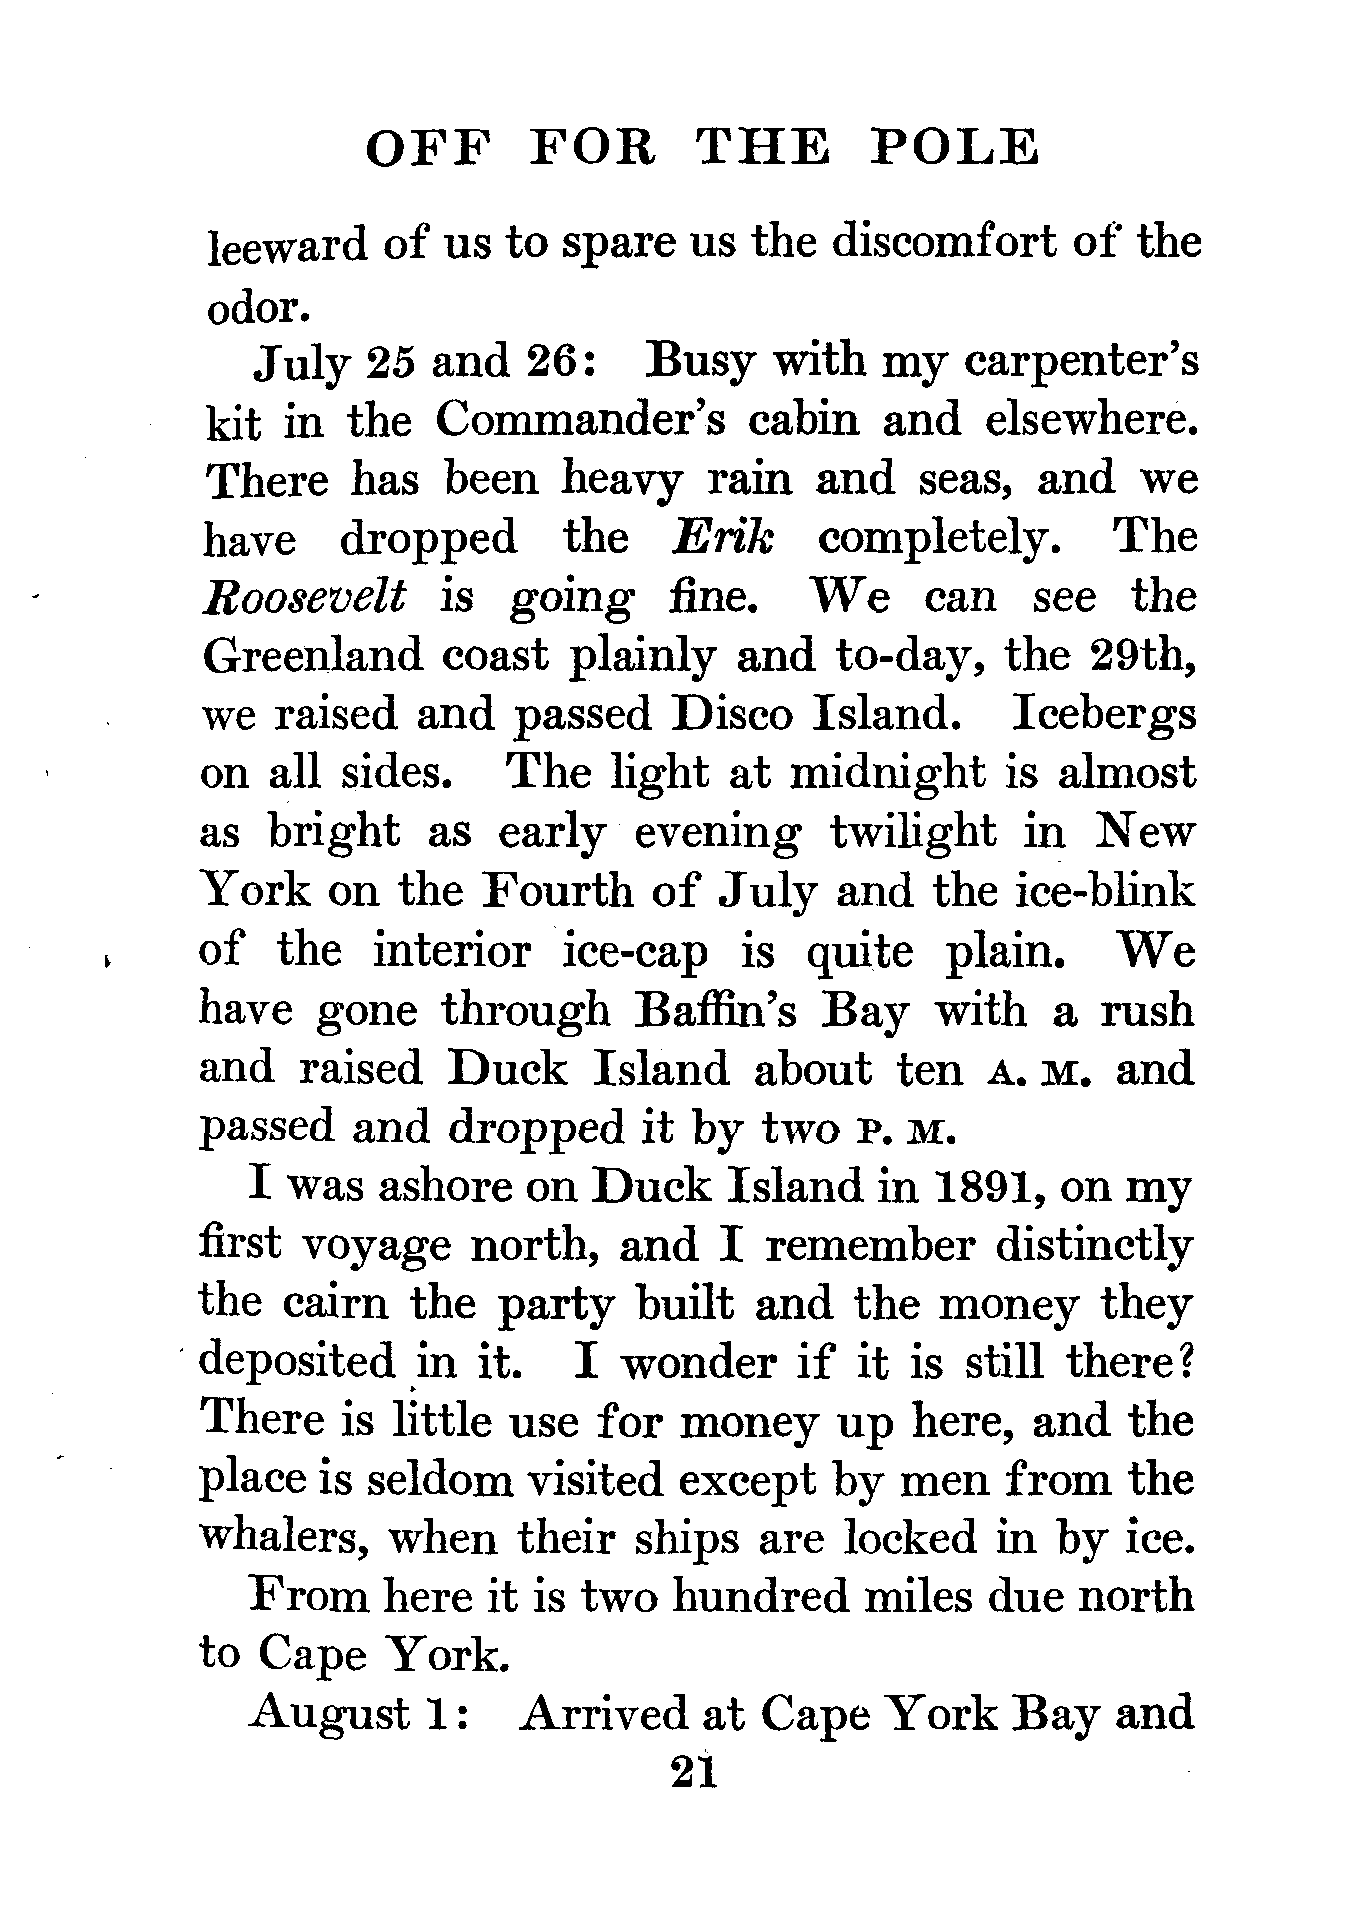 OFF FOR THE POLE
leeward of us to spare us the discomfort of the
odor.
July 25 and 26: Busy with my carpenter's
kit in the Commander's cabin and elsewhere.
There has been heavy rain and seas, and we
have dropped the Erik completely. The
Roosevelt is going fine. We can see the
Greenland coast plainly and to-day, the 29th,
we raised and passed Disco Island. Icebergs
on all sides. The light at midnight is almost
as bright as early evening twilight in New
York on the Fourth of July and the ice-blink
of the interior ice-cap is quite plain. We
have gone through Baffin's Bay with a rush
and raised Duck Island about ten A. M. and
passed and dropped it by two P. M.
I was ashore on Duck Island in 1891, on my
first voyage north, and I remember distinctly
the cairn the party built and the money they
deposited in it. I wonder if it is still there?
There is little use for money up here, and the
place is seldom visited except by men from the
whalers, when their ships are locked in by ice.
From here it is two hundred miles due north
to Cape York.
August 1: Arrived at Cape York Bay and
21